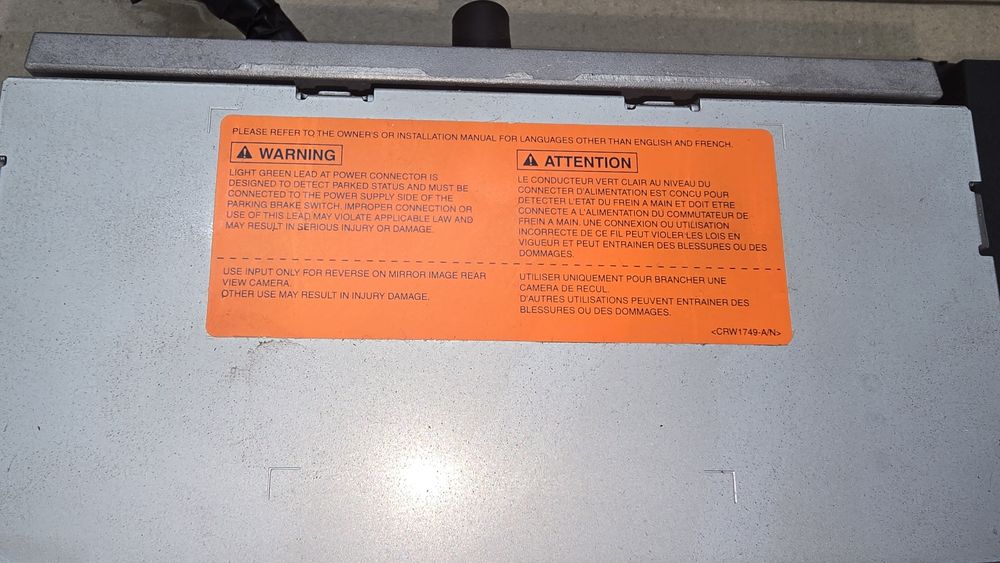 PLEASE REFER TO THE OWNER'S OR INSTALLATION MANUAL FOR LANGUAGES OTHER THAN ENGLISH AND FRENCH.
WARNING
LIGHT GREEN LEAD AT POWER CONNECTOR IS
DESIGNED TO DETECT PARKED STATUS AND MUST BE
CONNECTED TO THE POWER SUPPLY SIDE OF THE
PARKING BRAKE SWITCH. IMPROPER CONNECTION OR
USE OF THIS LEAD MAY VIOLATE APPLICABLE LAW AND
MAY RESULT IN SERIOUS INJURY OR DAMAGE.
ATTENTION
LE CONDUCTEUR VERT CLAIR AU NIVEAU DU
CONNECTER D'ALIMENTATION EST CONCU POUR
DETECTER L'ETAT DU FREIN A MAIN ET DOIT ETRE
CONNECTE A L'ALIMENTATION DU COMMUTATEUR DE
FREIN A MAIN. UNE CONNEXION OU UTILISATION
INCORRECTE DE CE FIL PEUT VIOLER LES LOIS EN
VIGUEUR ET PEUT ENTRAINER DES BLESSURES OU DES
DOMMAGES.
USE INPUT ONLY FOR REVERSE ON MIRROR IMAGE REAR
VIEW CAMERA.
OTHER USE MAY RESULT IN INJURY DAMAGE.
UTILISER UNIQUEMENT POUR BRANCHER UNE
CAMERA DE RECUL.
D'AUTRES UTILISATIONS PEUVENT ENTRAINER DES
BLESSURES OU DES DOMMAGES.
<CRW1749-A/N>